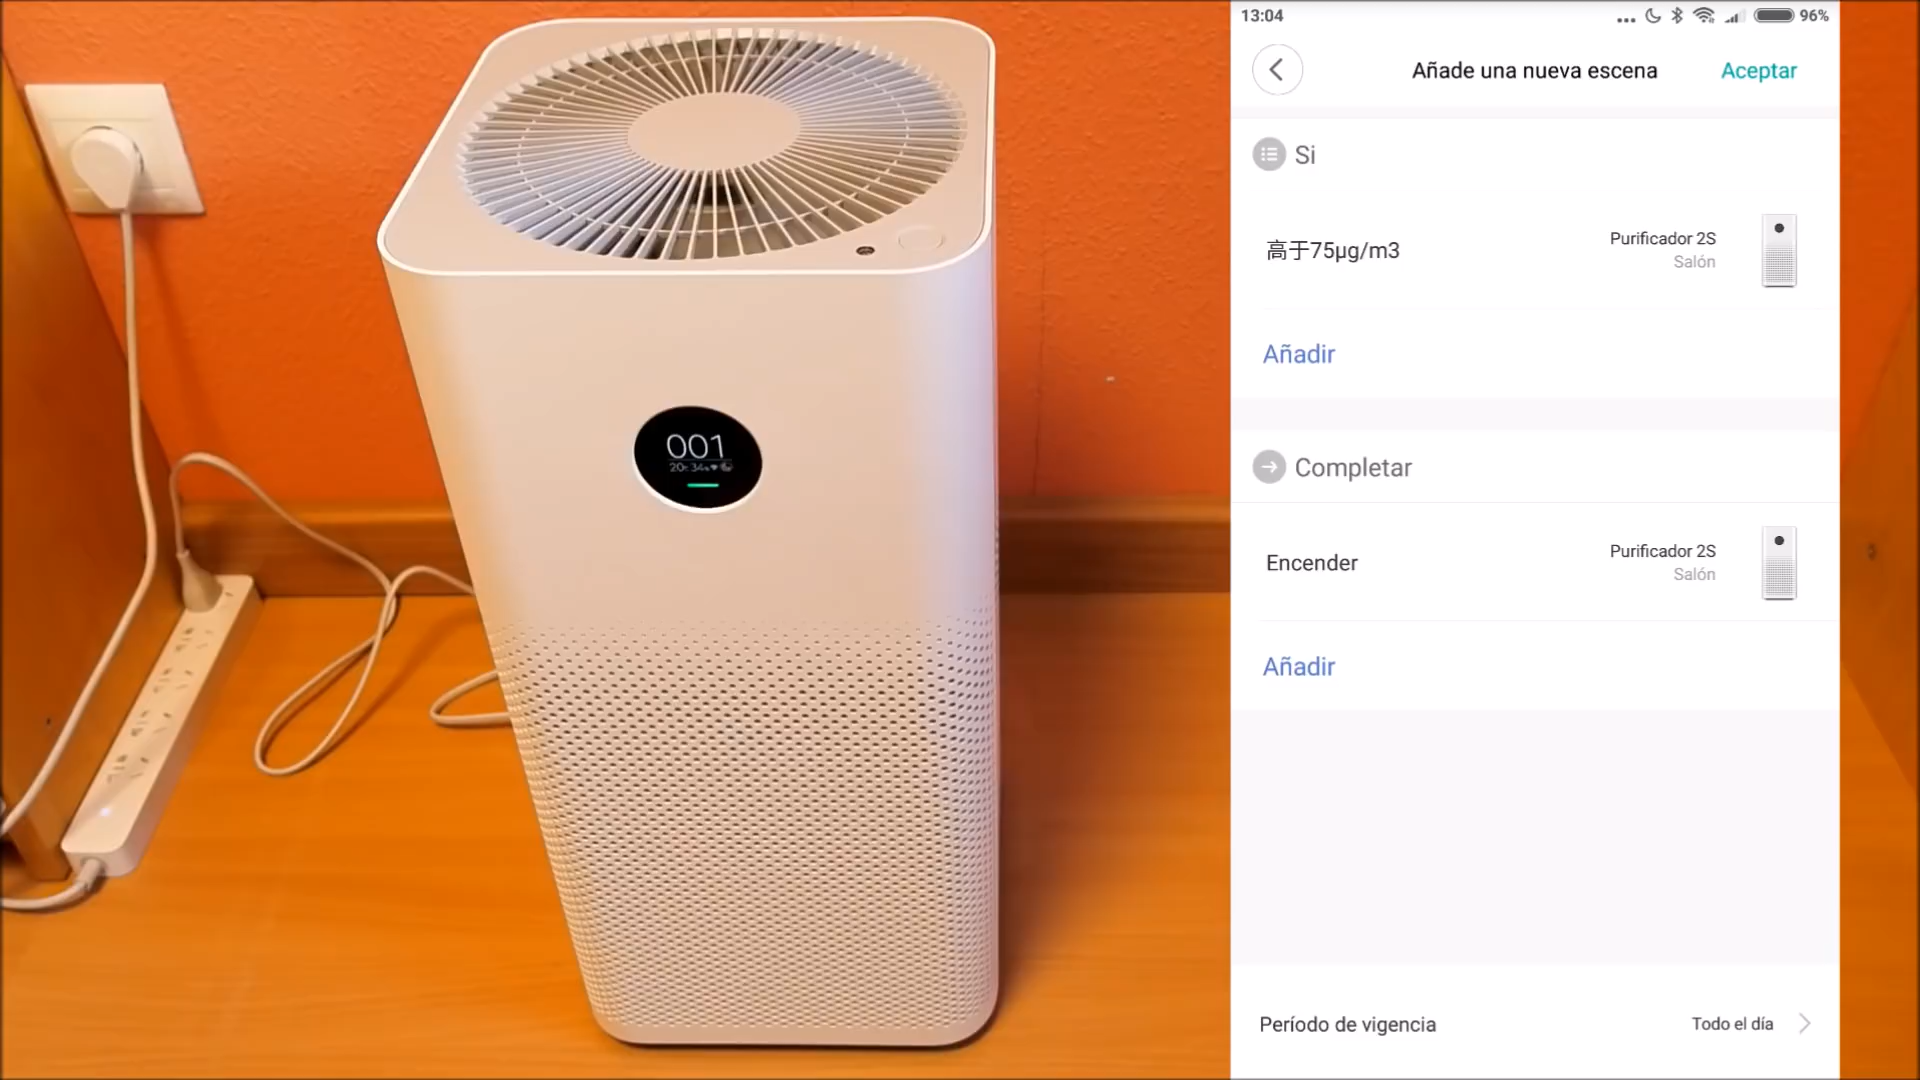 001
13:04
96%
Añade una nueva escena
Aceptar
Si
高于75μg/m3
Purificador 2S
Salón
Añadir
Completar
Encender
Purificador 2S
Salón
Añadir
Período de vigencia
Todo el día